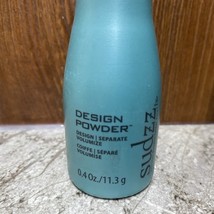 DESIGN
POWDER™
DESIGN | SEPARATE
VOLUMIZE
COIFFE | SÉPARE
VOLUMISE
0.4 Oz./11.3 g
sudzz